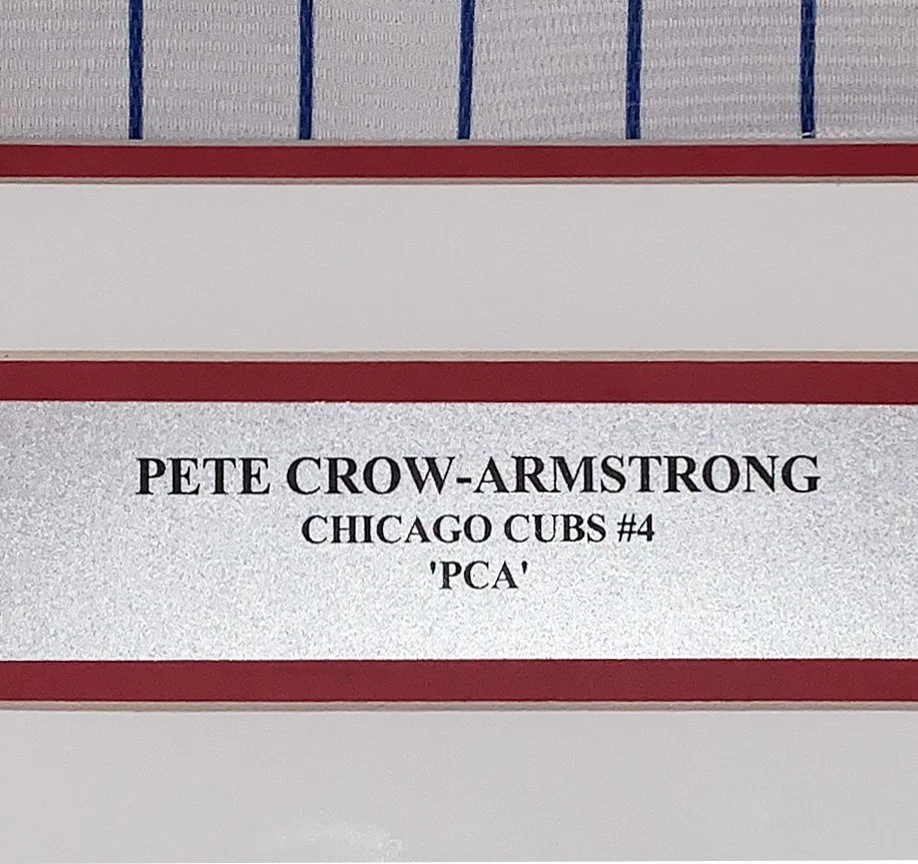 PETE CROW-ARMSTRONG
CHICAGO CUBS #4
'PCA'